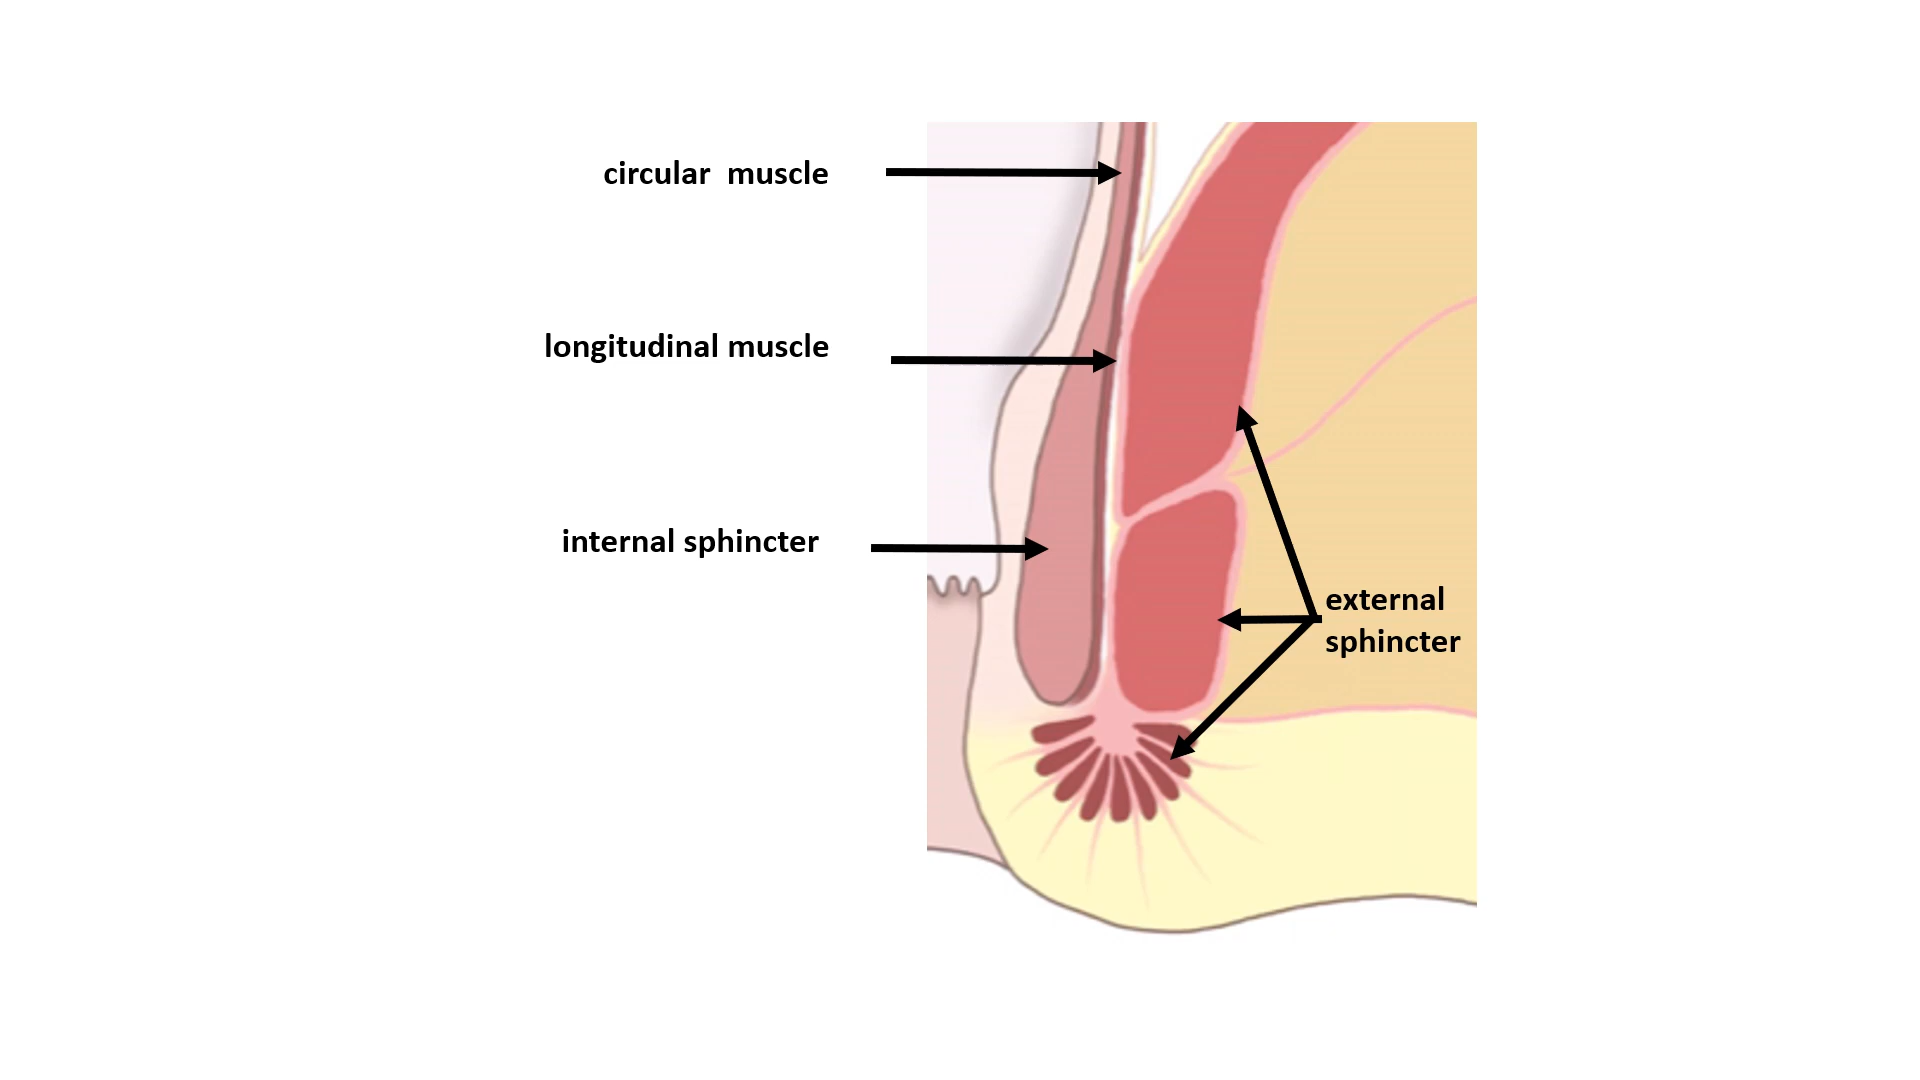 circular  muscle
longitudinal muscle
internal sphincter
external
sphincter